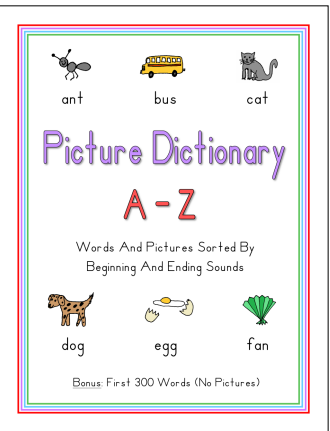 ant bus cat
Picture Dictionary
A - Z
Words And Pictures Sorted By
Beginning And Ending Sounds
dog egg fan
Bonus: First 300 Words (No Pictures)